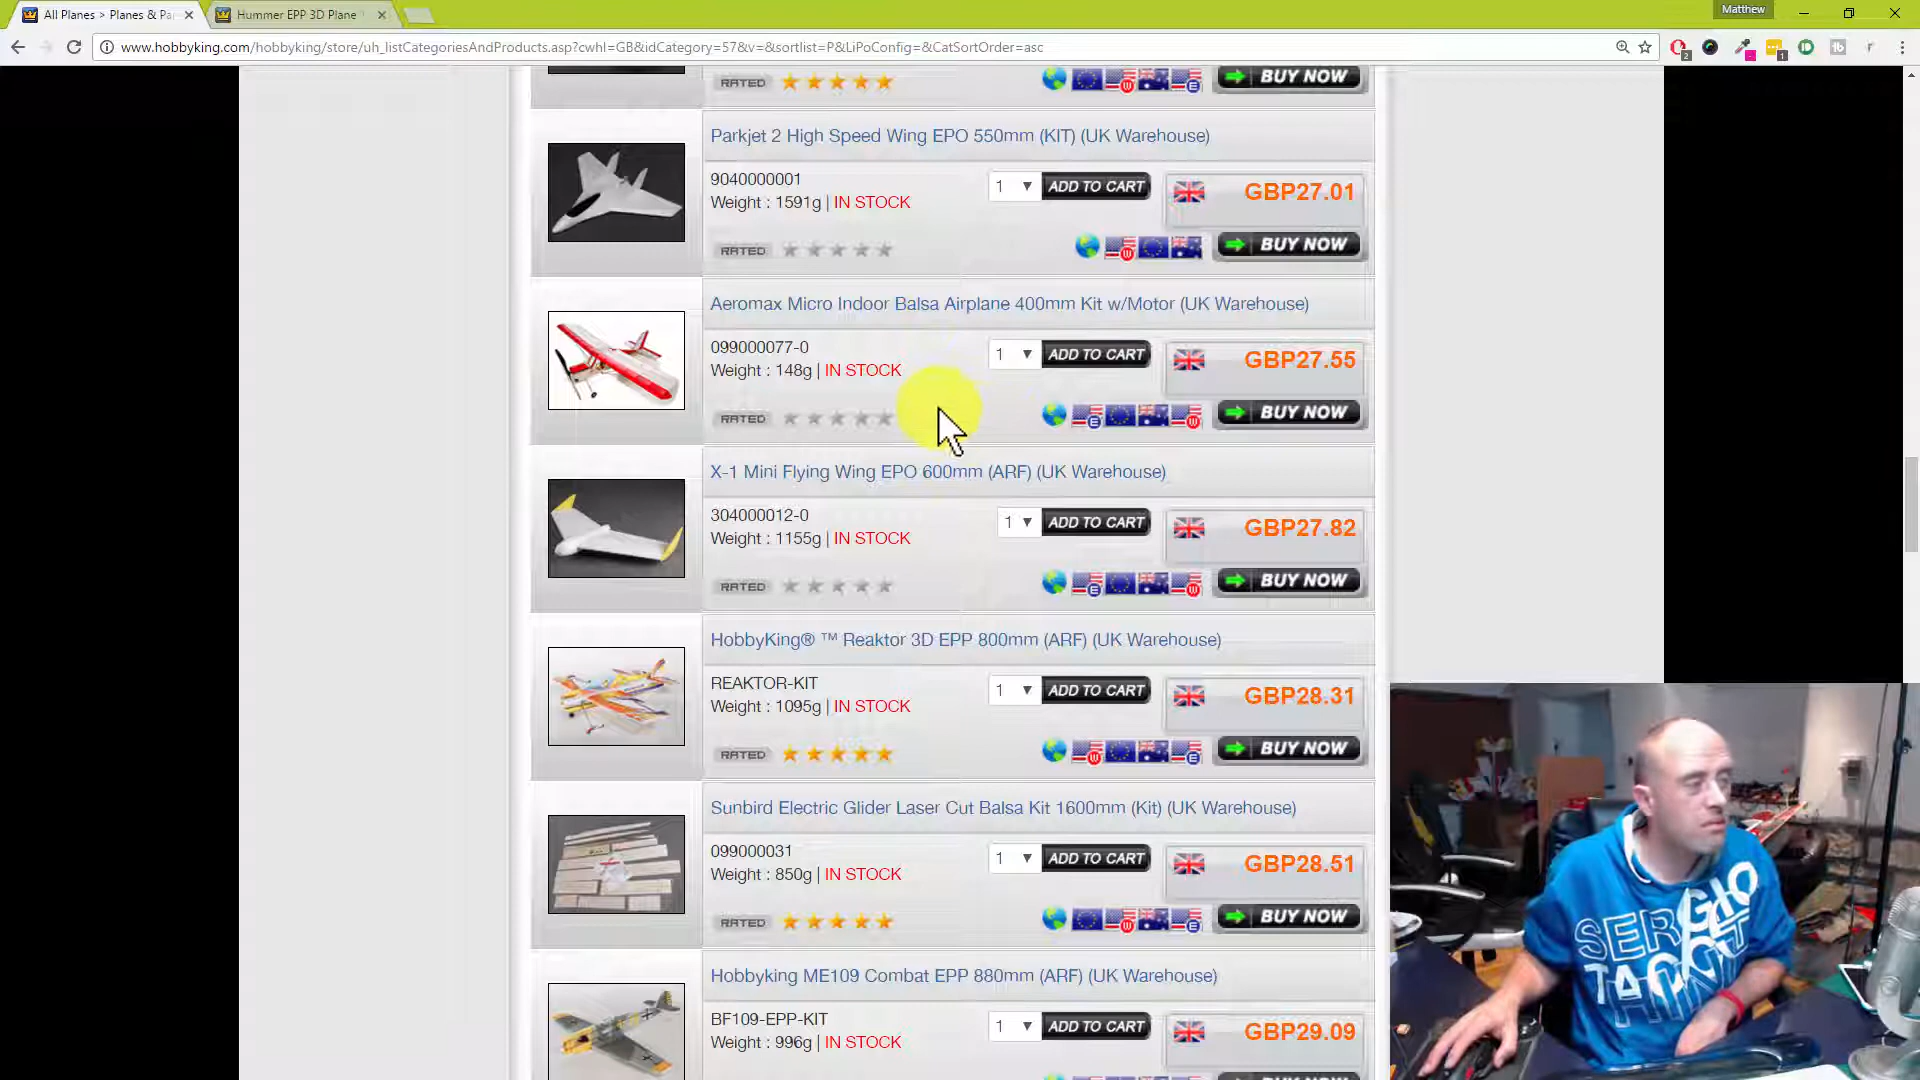 All Planes > Planes & Pa
Hummer EPP 3D Plane
Matthew
www.hobbyking.com/hobbyking/store/uh_listCategoriesAndProducts.asp?cwhl=GB&idCategory=57&v=&sortlist=P&LiPoConfig=&CatSortOrder=asc
RATED
BUY NOW
Parkjet 2 High Speed Wing EPO 550mm (KIT) (UK Warehouse)
9040000001
1 ADD TO CART
GBP27.01
Weight : 1591g | IN STOCK
RATED
BUY NOW
Aeromax Micro Indoor Balsa Airplane 400mm Kit w/Motor (UK Warehouse)
099000077-0
1 ADD TO CART
GBP27.55
Weight : 148g | IN STOCK
RATED
BUY NOW
X-1 Mini Flying Wing EPO 600mm (ARF) (UK Warehouse)
304000012-0
1 ADD TO CART
GBP27.82
Weight : 1155g | IN STOCK
RATED
BUY NOW
HobbyKing® ™ Reaktor 3D EPP 800mm (ARF) (UK Warehouse)
REAKTOR-KIT
1 ADD TO CART
GBP28.31
Weight : 1095g | IN STOCK
RATED
BUY NOW
Sunbird Electric Glider Laser Cut Balsa Kit 1600mm (Kit) (UK Warehouse)
099000031
1 ADD TO CART
GBP28.51
Weight : 850g | IN STOCK
RATED
BUY NOW
Hobbyking ME109 Combat EPP 880mm (ARF) (UK Warehouse)
BF109-EPP-KIT
1 ADD TO CART
GBP29.09
Weight : 996g | IN STOCK
SERGIO